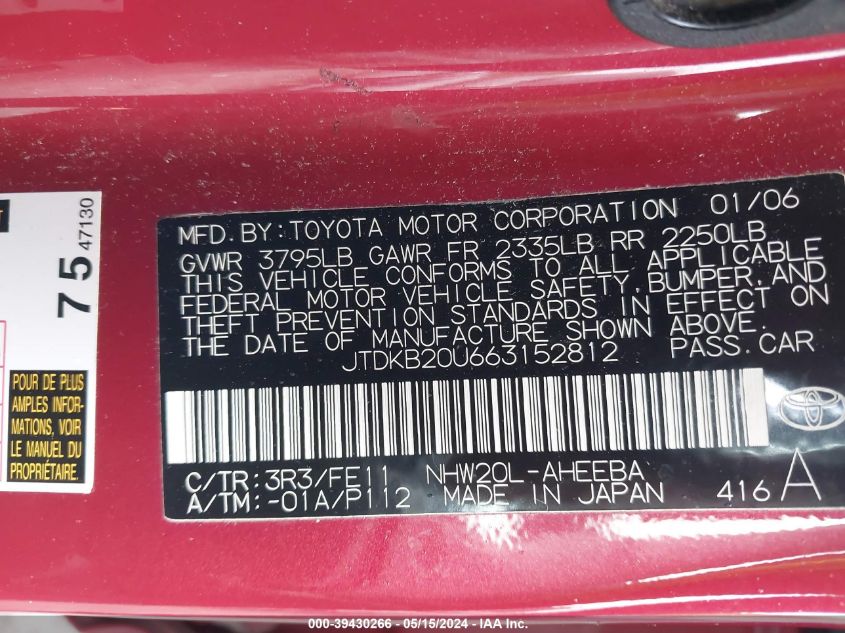 MFD. BY: TOYOTA MOTOR CORPORATION 01/06
GVWR 3795LB GAWR FR 2335LB RR 2250LB
THIS VEHICLE CONFORMS TO ALL APPLICABLE
FEDERAL MOTOR VEHICLE SAFETY, BUMPER, AND
THEFT PREVENTION STANDARDS IN EFFECT ON
THE DATE OF MANUFACTURE SHOWN ABOVE.
JTDKB20U663152812 PASS. CAR
C/TR: 3R3/FE11 NHW20L-AHEEBA
A/TM: -01A/P112 MADE IN JAPAN 416 A
75 47130
POUR DE PLUS
AMPLES INFOR-
MATIONS, VOIR
LE MANUEL DU
PROPRIÉTAIRE.
000-39430266 - 05/15/2024 - IAA Inc.